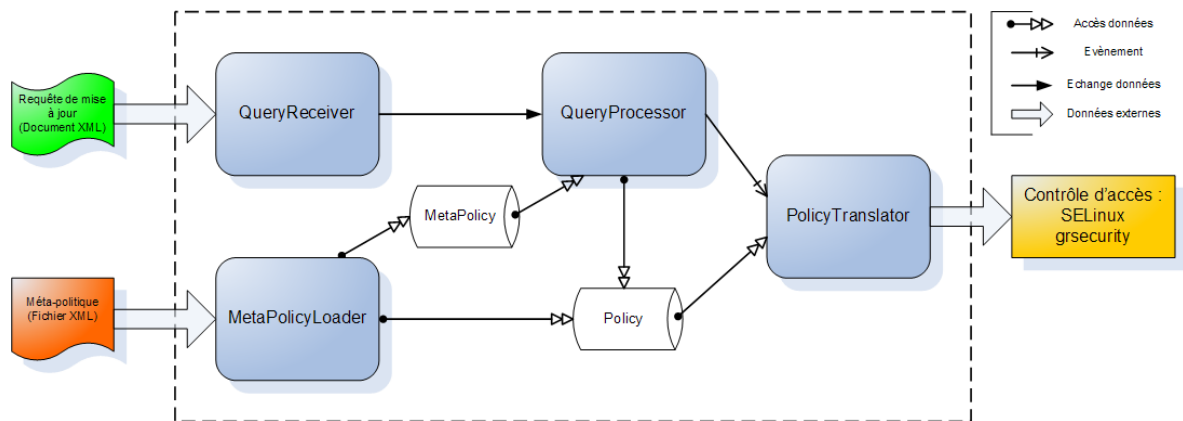 Requête de mise
à jour
(Document XML)
QueryReceiver
QueryProcessor
Accès données
Evènement
Echange données
Données externes
MetaPolicy
PolicyTranslator
Contrôle d'accès :
SELinux
grsecurity
Méta-politique
(Fichier XML)
MetaPolicyLoader
Policy